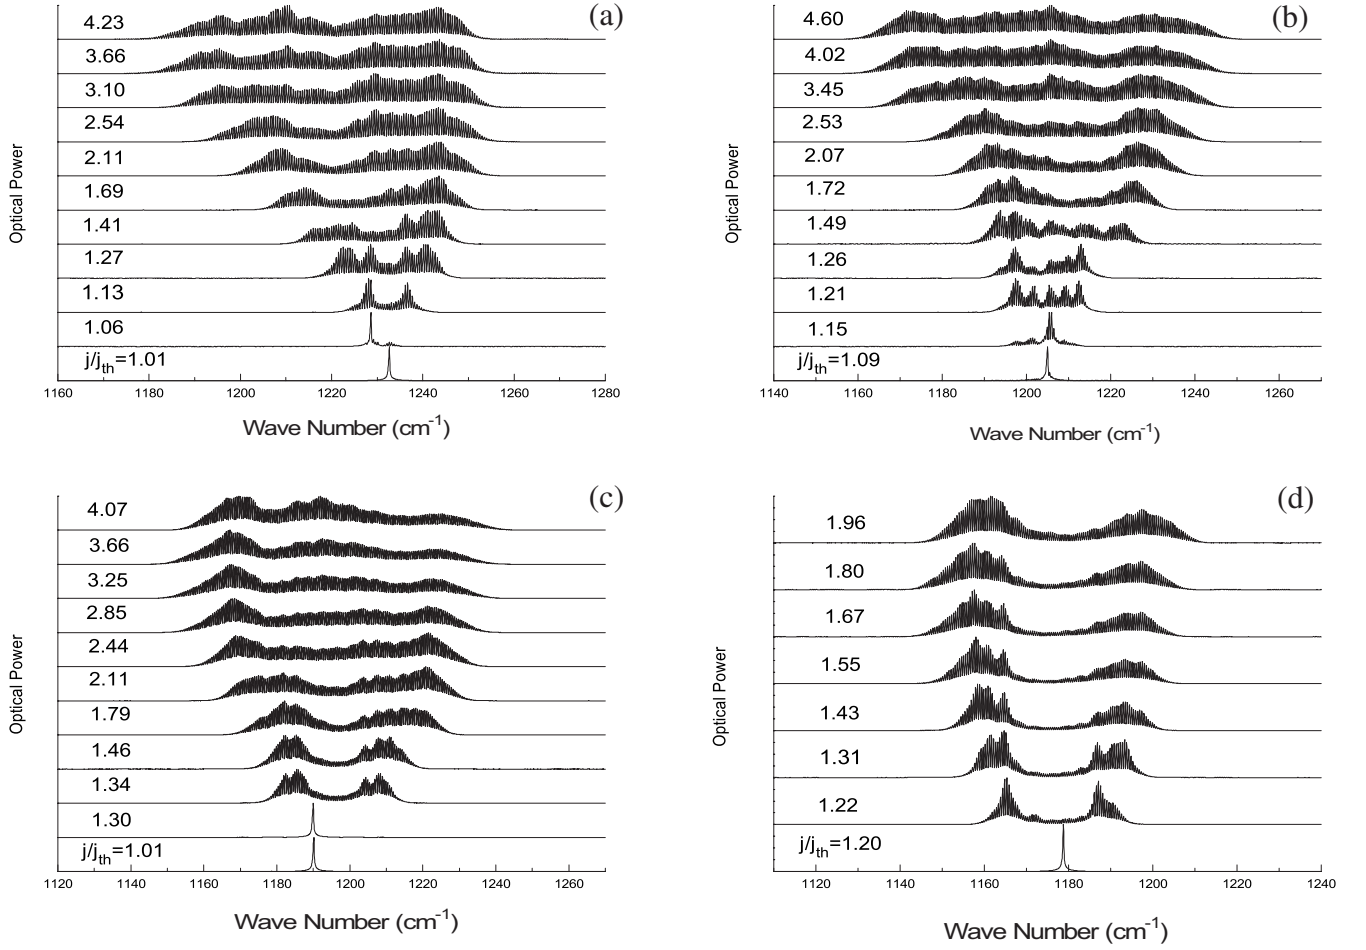 (a)
4.23
3.66
3.10
2.54
2.11
1.69
1.41
1.27
1.13
1.06
j/jth=1.01
Optical Power
1160 1180 1200 1220 1240 1260 1280
Wave Number (cm-1)
(b)
4.60
4.02
3.45
2.53
2.07
1.72
1.49
1.26
1.21
1.15
j/jth=1.09
Optical Power
1140 1160 1180 1200 1220 1240 1260
Wave Number (cm-1)
(c)
4.07
3.66
3.25
2.85
2.44
2.11
1.79
1.46
1.34
1.30
j/jth=1.01
Optical Power
1120 1140 1160 1180 1200 1220 1240 1260
Wave Number (cm-1)
(d)
1.96
1.80
1.67
1.55
1.43
1.31
1.22
j/jth=1.20
Optical Power
1120 1140 1160 1180 1200 1220 1240
Wave Number (cm-1)